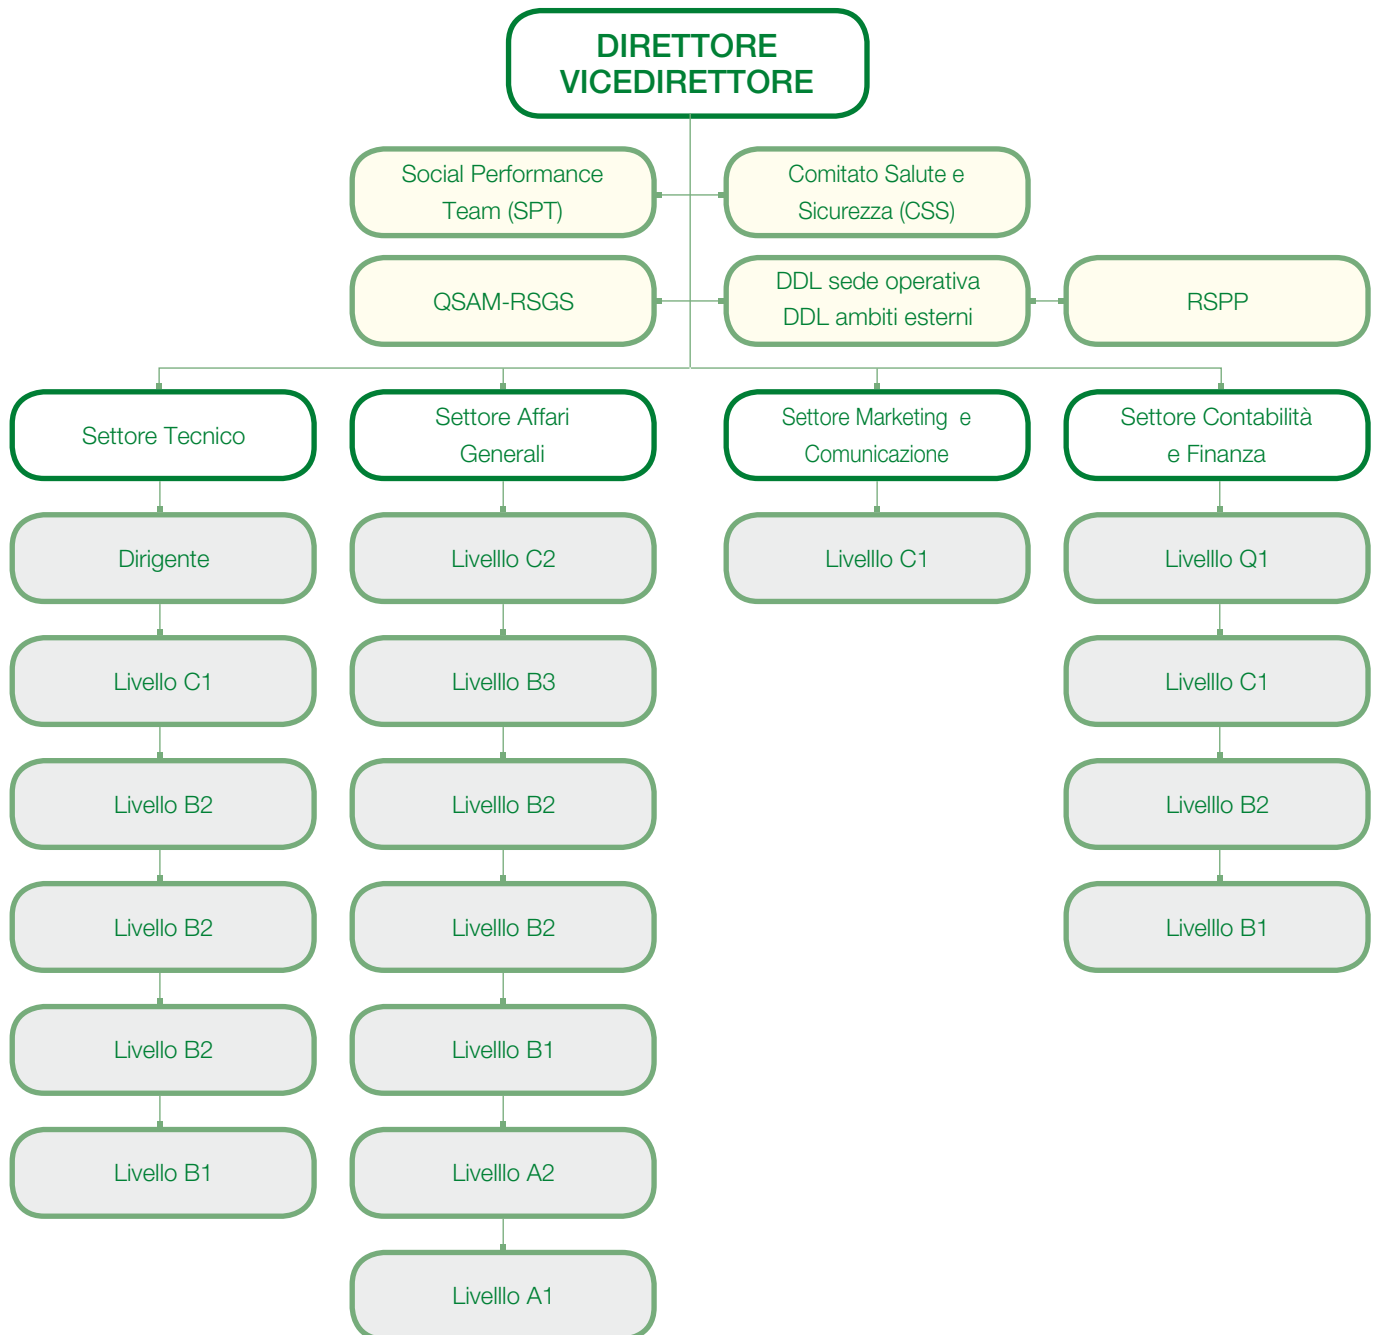 DIRETTORE
VICEDIRETTORE
Social Performance
Team (SPT)
Comitato Salute e
Sicurezza (CSS)
QSAM-RSGS
DDL sede operativa
DDL ambiti esterni
RSPP
Settore Tecnico
Settore Affari
Generali
Settore Marketing e
Comunicazione
Settore Contabilità
e Finanza
Dirigente
Livelllo C2
Livelllo C1
Livelllo Q1
Livello C1
Livelllo B3
Livelllo C1
Livello B2
Livelllo B2
Livelllo B2
Livello B2
Livelllo B2
Livelllo B1
Livello B2
Livelllo B1
Livello B1
Livelllo A2
Livelllo A1